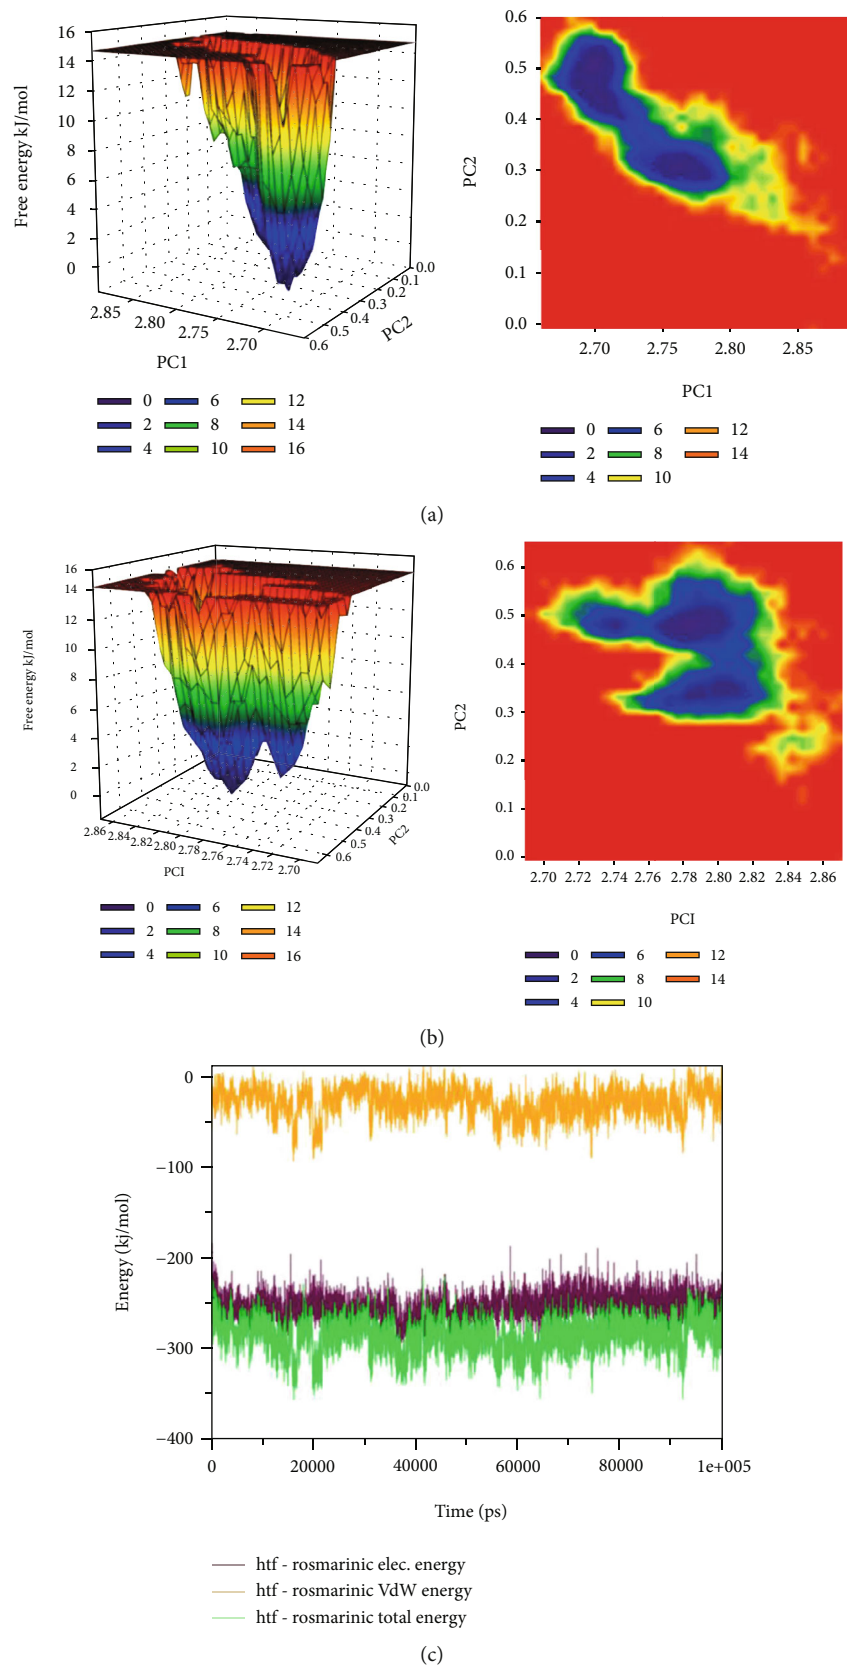 16
14
12
10
8
6
4
2
0
Free energy kJ/mol
2.85
2.80
2.75
2.70
PC1
0.0
0.1
0.2
0.3
0.4
0.5
0.6
PC2
0 6 12
2 8 14
4 10 16
0.6
0.5
0.4
0.3
0.2
0.1
0.0
PC2
2.70 2.75 2.80 2.85
PC1
0 6 12
2 8 14
4 10
(a)
16
14
12
10
8
6
4
2
0
Free energy kJ/mol
2.86
2.84
2.82
2.80
2.78
2.76
2.74
2.72
2.70
PCI
0.0
0.1
0.2
0.3
0.4
0.5
0.6
PC2
0 6 12
2 8 14
4 10 16
0.6
0.5
0.4
0.3
0.2
0.1
0.0
PC2
2.70 2.72 2.74 2.76 2.78 2.80 2.82 2.84 2.86
PCI
0 6 12
2 8 14
4 10
(b)
0
−100
−200
−300
−400
Energy (kj/mol)
0 20000 40000 60000 80000 1e+005
Time (ps)
htf - rosmarinic elec. energy
htf - rosmarinic VdW energy
htf - rosmarinic total energy
(c)